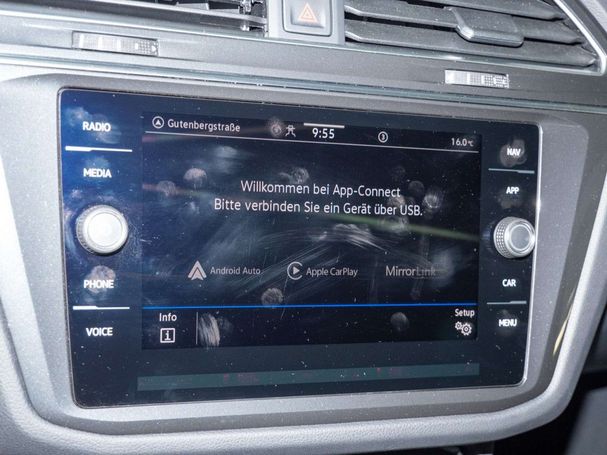 RADIO
MEDIA
PHONE
VOICE
Gutenbergstraße
9:55
3
16.0°C
Willkommen bei App-Connect
Bitte verbinden Sie ein Gerät über USB.
Android Auto
Apple CarPlay
MirrorLink
Info
Setup
NAV
APP
CAR
MENU